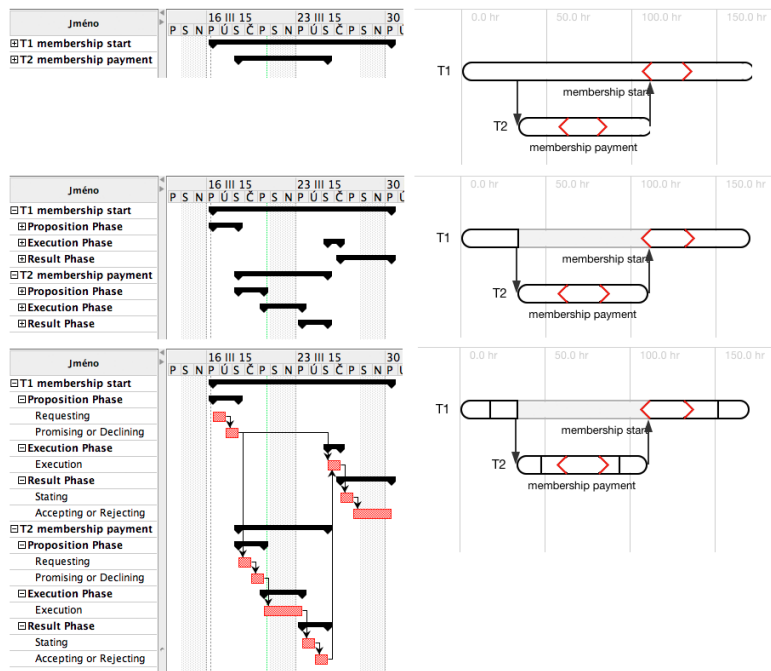 Jméno
16 III 15 23 III 15 30
P S N P Ú S Č P S N P Ú S Č P S N P Ú
⊞T1 membership start
⊞T2 membership payment
0.0 hr 50.0 hr 100.0 hr 150.0 hr
T1
membership start
T2
membership payment
Jméno
16 III 15 23 III 15 30
P S N P Ú S Č P S N P Ú S Č P S N P Ú
⊟T1 membership start
⊞Proposition Phase
⊞Execution Phase
⊞Result Phase
⊟T2 membership payment
⊞Proposition Phase
⊞Execution Phase
⊞Result Phase
0.0 hr 50.0 hr 100.0 hr 150.0 hr
T1
membership start
T2
membership payment
Jméno
16 III 15 23 III 15 30
P S N P Ú S Č P S N P Ú S Č P S N P Ú
⊟T1 membership start
⊟Proposition Phase
Requesting
Promising or Declining
⊟Execution Phase
Execution
⊟Result Phase
Stating
Accepting or Rejecting
⊟T2 membership payment
⊟Proposition Phase
Requesting
Promising or Declining
⊟Execution Phase
Execution
⊟Result Phase
Stating
Accepting or Rejecting
0.0 hr 50.0 hr 100.0 hr 150.0 hr
T1
membership start
T2
membership payment